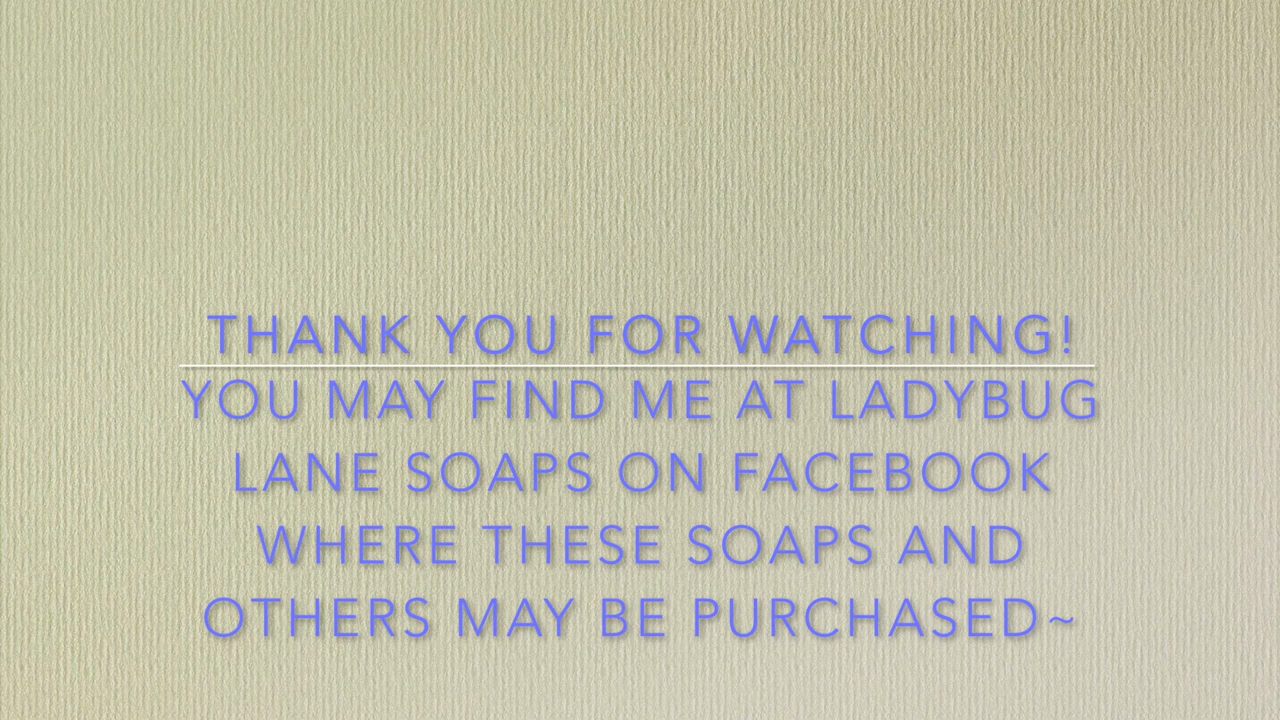 THANK YOU FOR WATCHING!
YOU MAY FIND ME AT LADYBUG
LANE SOAPS ON FACEBOOK
WHERE THESE SOAPS AND
OTHERS MAY BE PURCHASED~